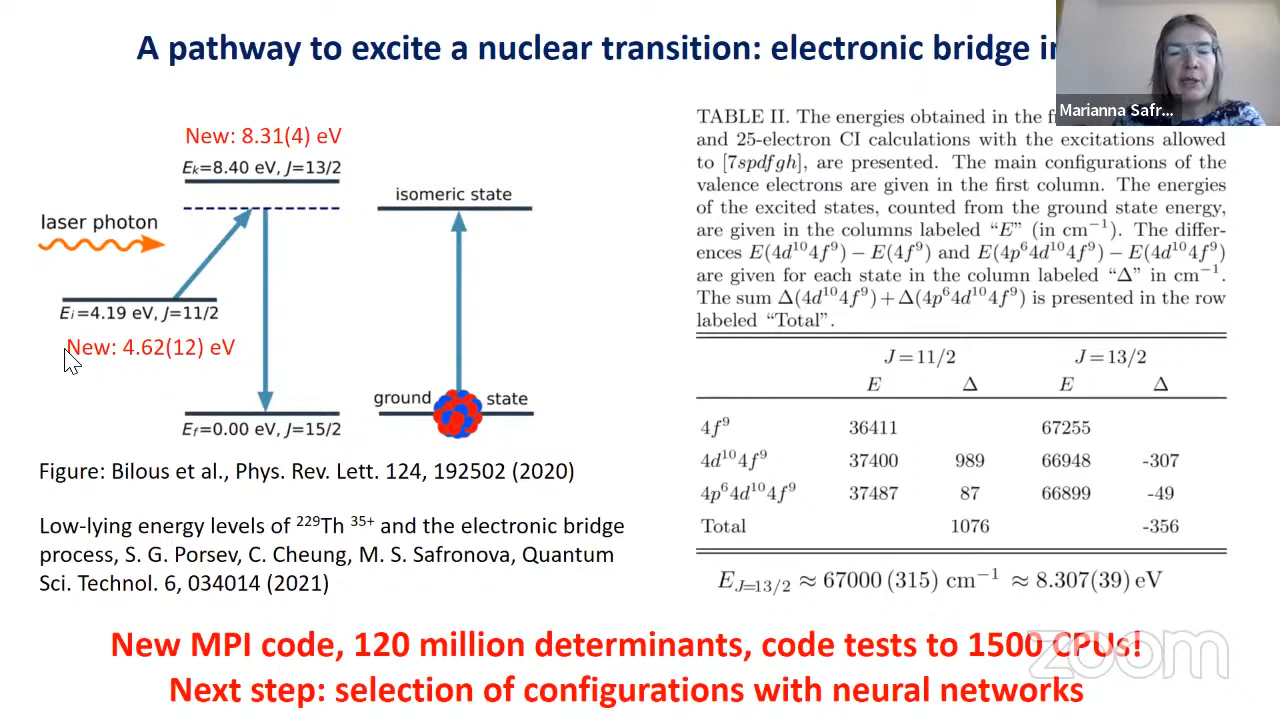 A pathway to excite a nuclear transition: electronic bridge in
Marianna Safr...
New: 8.31(4) eV
Eₖ=8.40 eV, J=13/2
isomeric state
laser photon
Eᵢ=4.19 eV, J=11/2
New: 4.62(12) eV
ground state
E_f=0.00 eV, J=15/2
Figure: Bilous et al., Phys. Rev. Lett. 124, 192502 (2020)
Low-lying energy levels of ²²⁹Th ³⁵⁺ and the electronic bridge
process, S. G. Porsev, C. Cheung, M. S. Safronova, Quantum
Sci. Technol. 6, 034014 (2021)
TABLE II. The energies obtained in the
and 25-electron CI calculations with the excitations allowed
to [7spdfgh], are presented. The main configurations of the
valence electrons are given in the first column. The energies
of the excited states, counted from the ground state energy,
are given in the columns labeled “E” (in cm⁻¹). The differ-
ences E(4d¹⁰4f⁹) − E(4f⁹) and E(4p⁶4d¹⁰4f⁹) − E(4d¹⁰4f⁹)
are given for each state in the column labeled “Δ” in cm⁻¹.
The sum Δ(4d¹⁰4f⁹)+Δ(4p⁶4d¹⁰4f⁹) is presented in the row
labeled “Total”.
J=11/2 J=13/2
E Δ E Δ
4f⁹ 36411 67255
4d¹⁰4f⁹ 37400 989 66948 -307
4p⁶4d¹⁰4f⁹ 37487 87 66899 -49
Total 1076 -356
E_J=13/2 ≈ 67000 (315) cm⁻¹ ≈ 8.307(39) eV
New MPI code, 120 million determinants, code tests to 1500 CPUs!
Next step: selection of configurations with neural networks
zoom